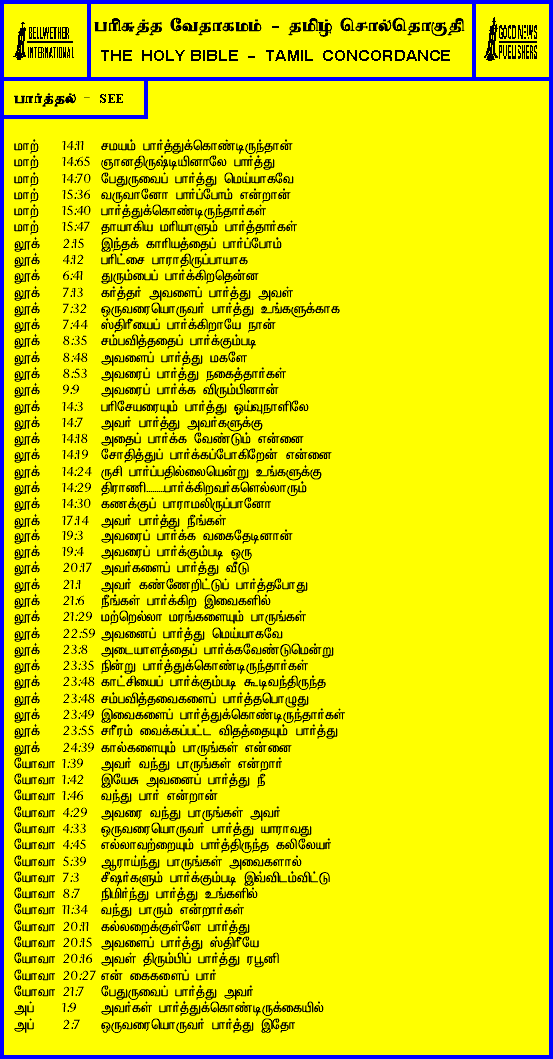 BELLWETHER
INTERNATIONAL
பரிசுத்த வேதாகமம் - தமிழ் சொல்தொகுதி
THE HOLY BIBLE - TAMIL CONCORDANCE
GOOD NEWS
PUBLISHERS
பார்த்தல் - SEE
மாற் 14:11 சமயம் பார்த்துக்கொண்டிருந்தான்
மாற் 14:65 ஞானதிருஷ்டியினாலே பார்த்து
மாற் 14:70 பேதுருவைப் பார்த்து மெய்யாகவே
மாற் 15:36 வருவானோ பார்ப்போம் என்றான்
மாற் 15:40 பார்த்துக்கொண்டிருந்தார்கள்
மாற் 15:47 தாயாகிய மரியாளும் பார்த்தார்கள்
லூக் 2:15 இந்தக் காரியத்தைப் பார்ப்போம்
லூக் 4:12 பரிட்சை பாராதிருப்பாயாக
லூக் 6:41 துரும்பைப் பார்க்கிறதென்ன
லூக் 7:13 கர்த்தர் அவளைப் பார்த்து அவள்
லூக் 7:32 ஒருவரையொருவர் பார்த்து உங்களுக்காக
லூக் 7:44 ஸ்திரீயைப் பார்க்கிறாயே நான்
லூக் 8:35 சம்பவித்ததைப் பார்க்கும்படி
லூக் 8:48 அவளைப் பார்த்து மகளே
லூக் 8:53 அவரைப் பார்த்து நகைத்தார்கள்
லூக் 9:9 அவரைப் பார்க்க விரும்பினான்
லூக் 14:3 பரிசேயரையும் பார்த்து ஓய்வுநாளிலே
லூக் 14:7 அவர் பார்த்து அவர்களுக்கு
லூக் 14:18 அதைப் பார்க்க வேண்டும் என்னை
லூக் 14:19 சோதித்துப் பார்க்கப்போகிறேன் என்னை
லூக் 14:24 ருசி பார்ப்பதில்லையென்று உங்களுக்கு
லூக் 14:29 திராணி........பார்க்கிறவர்களெல்லாரும்
லூக் 14:30 கணக்குப் பாராமலிருப்பானோ
லூக் 17:14 அவர் பார்த்து நீங்கள்
லூக் 19:3 அவரைப் பார்க்க வகைதேடினான்
லூக் 19:4 அவரைப் பார்க்கும்படி ஒரு
லூக் 20:17 அவர்களைப் பார்த்து வீடு
லூக் 21:1 அவர் கண்ணேறிட்டுப் பார்த்தபோது
லூக் 21:6 நீங்கள் பார்க்கிற இவைகளில்
லூக் 21:29 மற்றெல்லா மரங்களையும் பாருங்கள்
லூக் 22:59 அவனைப் பார்த்து மெய்யாகவே
லூக் 23:8 அடையாளத்தைப் பார்க்கவேண்டுமென்று
லூக் 23:35 நின்று பார்த்துக்கொண்டிருந்தார்கள்
லூக் 23:48 காட்சியைப் பார்க்கும்படி கூடிவந்திருந்த
லூக் 23:48 சம்பவித்தவைகளைப் பார்த்தபொழுது
லூக் 23:49 இவைகளைப் பார்த்துக்கொண்டிருந்தார்கள்
லூக் 23:55 சரீரம் வைக்கப்பட்ட விதத்தையும் பார்த்து
லூக் 24:39 கால்களையும் பாருங்கள் என்னை
யோவா 1:39 அவர் வந்து பாருங்கள் என்றார்
யோவா 1:42 இயேசு அவனைப் பார்த்து நீ
யோவா 1:46 வந்து பார் என்றான்
யோவா 4:29 அவரை வந்து பாருங்கள் அவர்
யோவா 4:33 ஒருவரையொருவர் பார்த்து யாராவது
யோவா 4:45 எல்லாவற்றையும் பார்த்திருந்த கலிலேயர்
யோவா 5:39 ஆராய்ந்து பாருங்கள் அவைகளால்
யோவா 7:3 சீஷர்களும் பார்க்கும்படி இவ்விடம்விட்டு
யோவா 8:7 நிமிர்ந்து பார்த்து உங்களில்
யோவா 11:34 வந்து பாரும் என்றார்கள்
யோவா 20:11 கல்லறைக்குள்ளே பார்த்து
யோவா 20:15 அவளைப் பார்த்து ஸ்திரீயே
யோவா 20:16 அவள் திரும்பிப் பார்த்து ரபூனி
யோவா 20:27 என் கைகளைப் பார்
யோவா 21:7 பேதுருவைப் பார்த்து அவர்
அப் 1:9 அவர்கள் பார்த்துக்கொண்டிருக்கையில்
அப் 2:7 ஒருவரையொருவர் பார்த்து இதோ